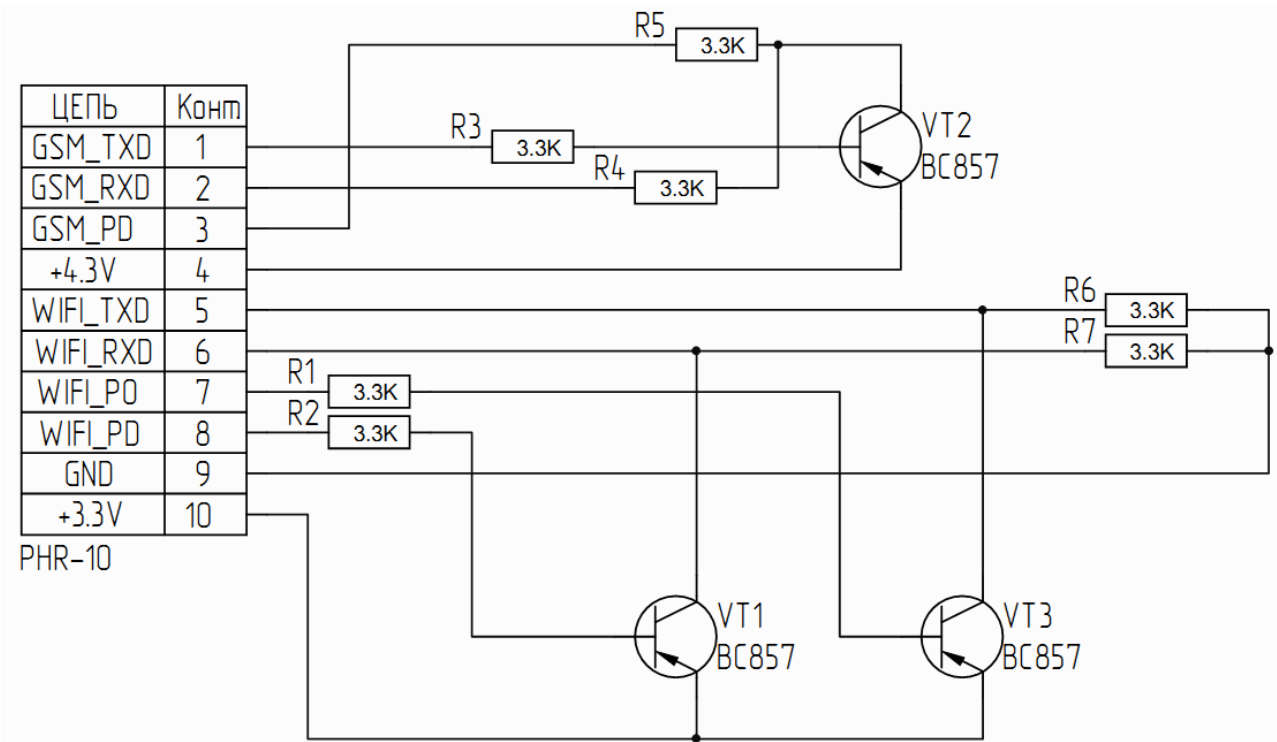 R5
3.3K
ЦЕПЬ Конт
GSM_TXD 1
R3
3.3K
VT2
BC857
GSM_RXD 2
R4
3.3K
GSM_PD 3
+4.3V 4
WIFI_TXD 5
R6
3.3K
WIFI_RXD 6
R7
3.3K
WIFI_PO 7
R1
3.3K
WIFI_PD 8
R2
3.3K
GND 9
+3.3V 10
PHR-10
VT1
BC857
VT3
BC857